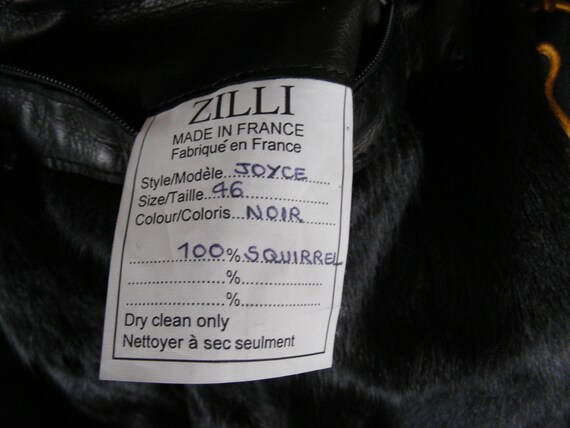 ZILLI
MADE IN FRANCE
Fabriqué en France
Style/Modèle...JOYCE
Size/Taille...46
Colour/Coloris...NOIR
100% SQUIRREL
%
%
Dry clean only
Nettoyer à sec seulment